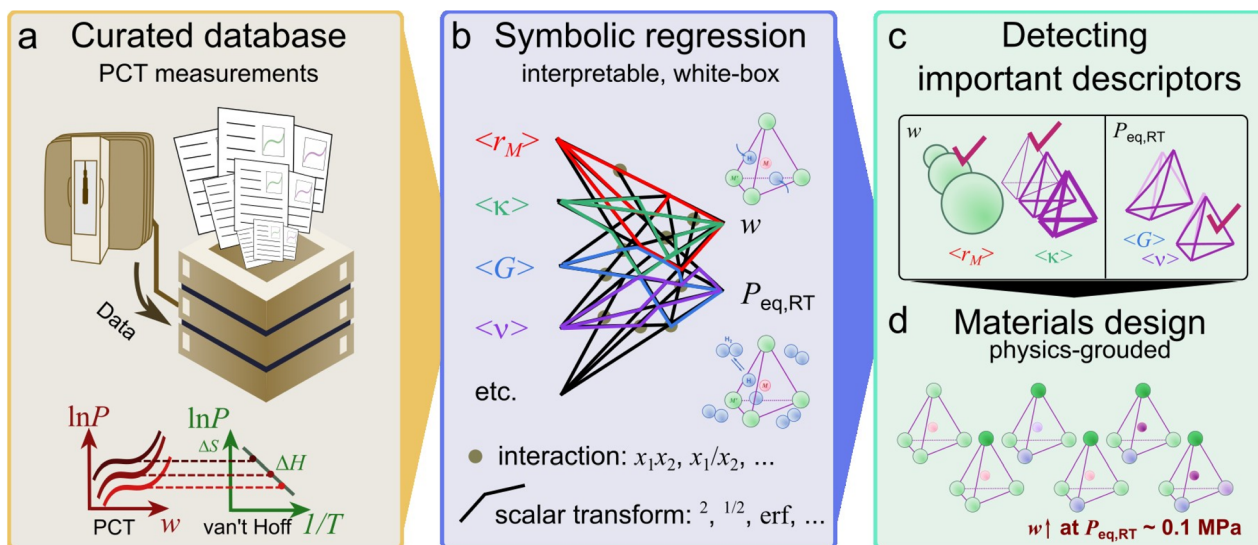 a
Curated database
PCT measurements
Data
lnP
lnP
ΔS
ΔH
PCT
w
van't Hoff
1/T
b
Symbolic regression
interpretable, white-box
<r_M>
<κ>
<G>
<ν>
etc.
H
M
M'
w
P_eq,RT
H₂
H
M
M'
interaction: x₁x₂, x₁/x₂, ...
scalar transform: ², ¹/², erf, ...
c
Detecting
important descriptors
w
<r_M>
<κ>
P_eq,RT
<G>
<ν>
d
Materials design
physics-grouded
w↑ at P_eq,RT ~ 0.1 MPa